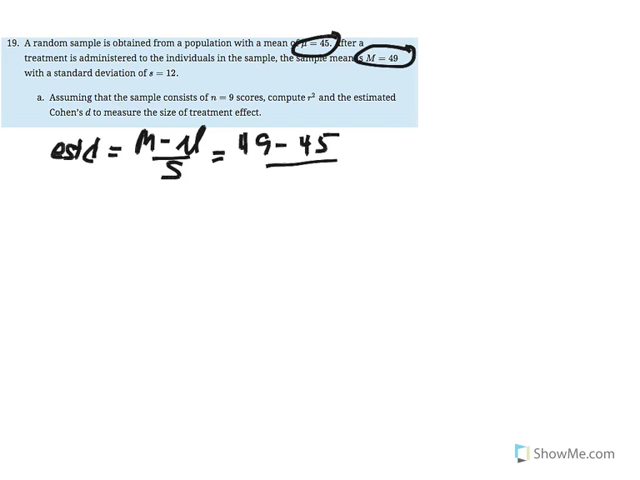 19. A random sample is obtained from a population with a mean of μ = 45. After a
treatment is administered to the individuals in the sample, the sample mean is M = 49
with a standard deviation of s = 12.
a. Assuming that the sample consists of n = 9 scores, compute r² and the estimated
Cohen's d to measure the size of treatment effect.
est d = M - μ / s = 49 - 45
ShowMe.com